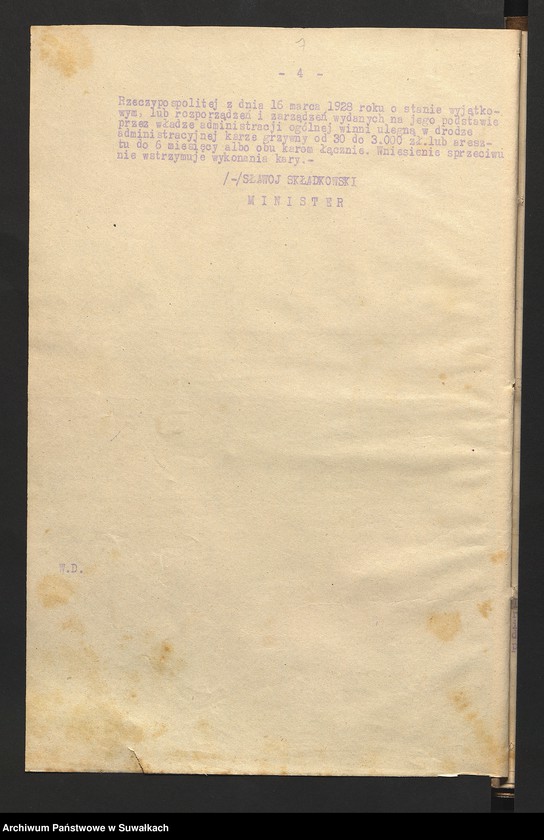 7
- 4 -
Rzeczypospolitej z dnia 16 marca 1928 roku o stanie wyjątko-
wym, lub rozporządzeń i zarządzeń wydanych na jego podstawie
przez władze administracji ogólnej winni ulegną w drodze
administracyjnej karze grzywny od 30 do 3.000 zł.lub aresz-
tu do 6 miesięcy albo obu karom łącznie. Wniesienie sprzeciwu
nie wstrzymuje wykonania kary.-
/-/SŁAWOJ SKŁADKOWSKI
M I N I S T E R
W.D.
Archiwum Państwowe w Suwałkach